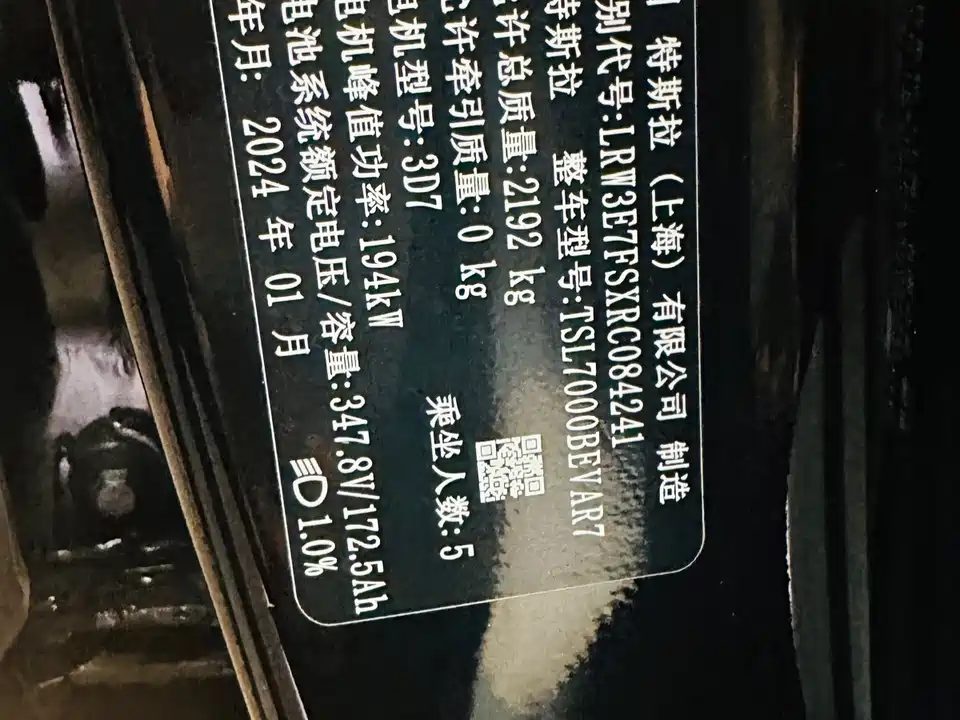 特斯拉（上海）有限公司 制造
别代号:LRW3E7FSXRC084241
特斯拉 整车型号:TSL7000BEVAR7
许总质量:2192 kg
许牵引质量:0 kg
电机型号:3D7 乘坐人数:5
电机峰值功率:194kW
电池系统额定电压/容量:347.8V/172.5Ah
年月: 2024 年 01 月 1.0%